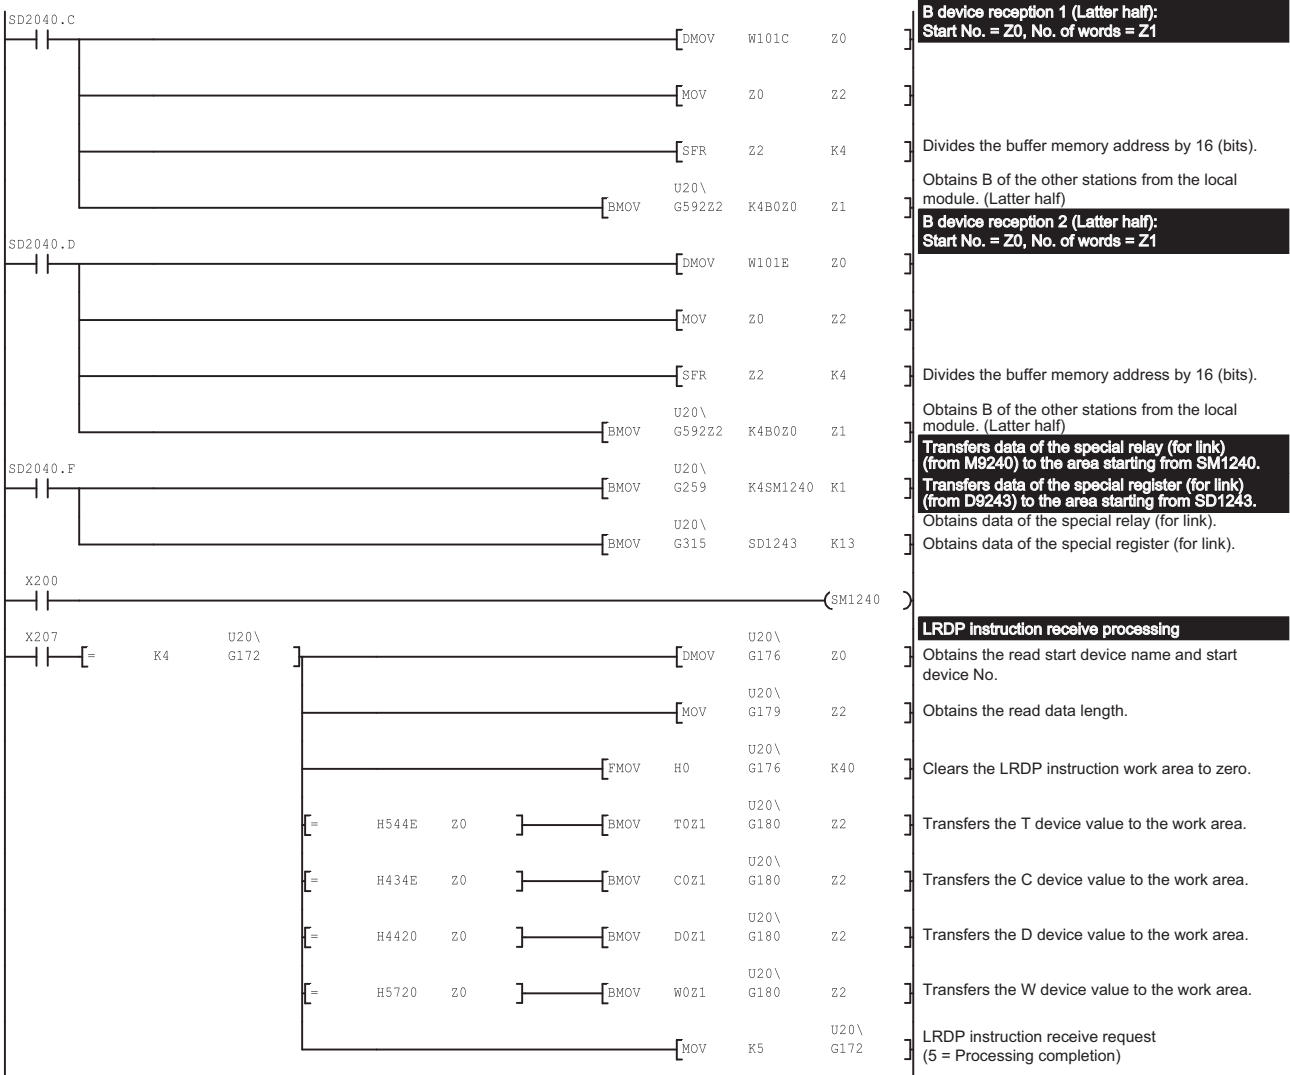 B device reception 1 (Latter half):
Start No. = Z0, No. of words = Z1
SD2040.C
DMOV W101C Z0
MOV Z0 Z2
SFR Z2 K4
Divides the buffer memory address by 16 (bits).
U20\
BMOV G592Z2 K4B0Z0 Z1
Obtains B of the other stations from the local
module. (Latter half)
B device reception 2 (Latter half):
Start No. = Z0, No. of words = Z1
SD2040.D
DMOV W101E Z0
MOV Z0 Z2
SFR Z2 K4
Divides the buffer memory address by 16 (bits).
U20\
BMOV G592Z2 K4B0Z0 Z1
Obtains B of the other stations from the local
module. (Latter half)
Transfers data of the special relay (for link)
(from M9240) to the area starting from SM1240.
Transfers data of the special register (for link)
(from D9243) to the area starting from SD1243.
SD2040.F
U20\
BMOV G259 K4SM1240 K1
Obtains data of the special relay (for link).
U20\
BMOV G315 SD1243 K13
Obtains data of the special register (for link).
X200
SM1240
LRDP instruction receive processing
X207 U20\ U20\
= K4 G172 DMOV G176 Z0
Obtains the read start device name and start
device No.
U20\
MOV G179 Z2
Obtains the read data length.
U20\
FMOV H0 G176 K40
Clears the LRDP instruction work area to zero.
U20\
= H544E Z0 BMOV T0Z1 G180 Z2
Transfers the T device value to the work area.
U20\
= H434E Z0 BMOV C0Z1 G180 Z2
Transfers the C device value to the work area.
U20\
= H4420 Z0 BMOV D0Z1 G180 Z2
Transfers the D device value to the work area.
U20\
= H5720 Z0 BMOV W0Z1 G180 Z2
Transfers the W device value to the work area.
U20\
MOV K5 G172
LRDP instruction receive request
(5 = Processing completion)